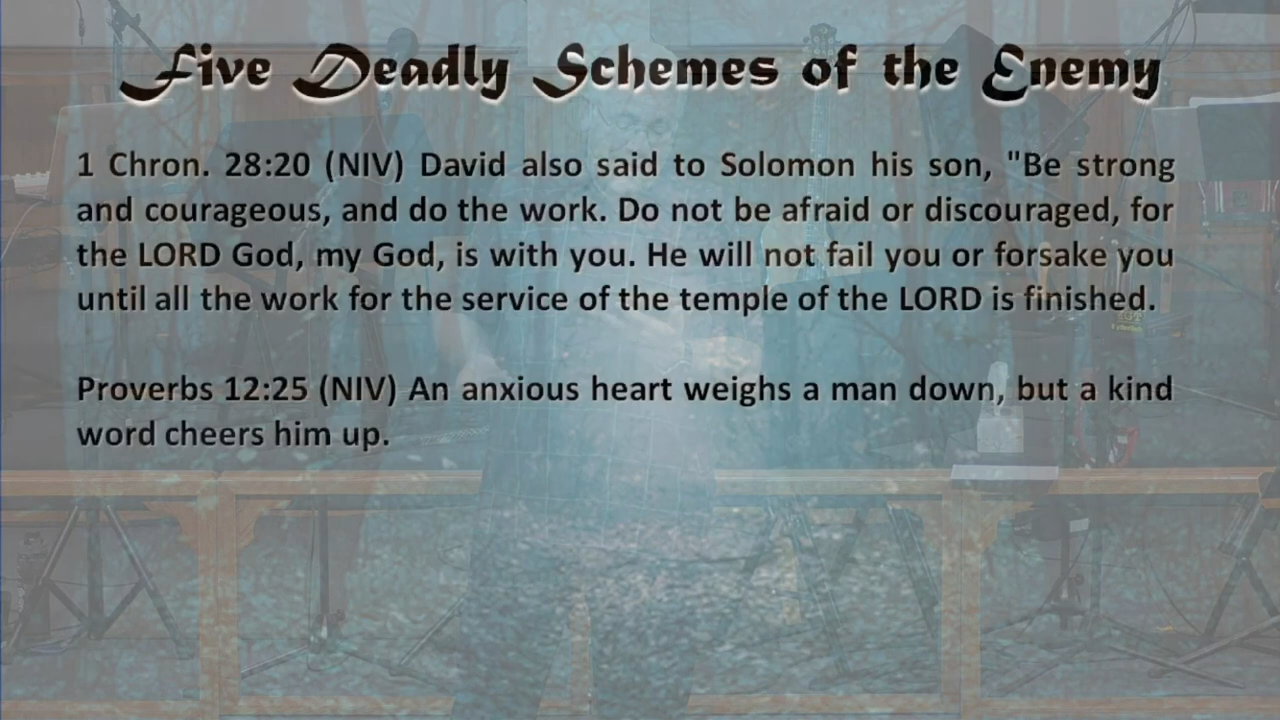 Five Deadly Schemes of the Enemy
1 Chron. 28:20 (NIV) David also said to Solomon his son, "Be strong
and courageous, and do the work. Do not be afraid or discouraged, for
the LORD God, my God, is with you. He will not fail you or forsake you
until all the work for the service of the temple of the LORD is finished.
Proverbs 12:25 (NIV) An anxious heart weighs a man down, but a kind
word cheers him up.